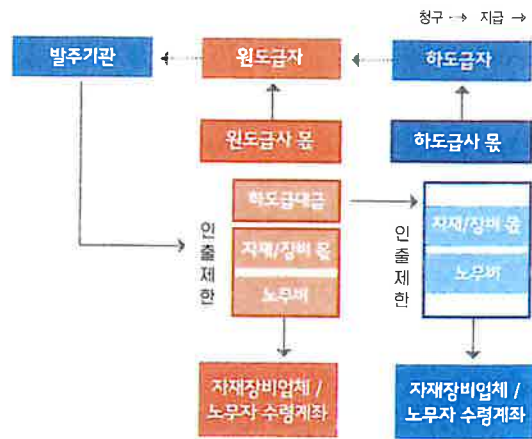 청구 ⇢ 지급 →
발주기관
원도급자
하도급자
원도급사 몫
하도급사 몫
하도급대금
자재/장비 몫
노무비
인출제한
자재/장비 몫
노무비
인출제한
자재장비업체 /
노무자 수령계좌
자재장비업체 /
노무자 수령계좌